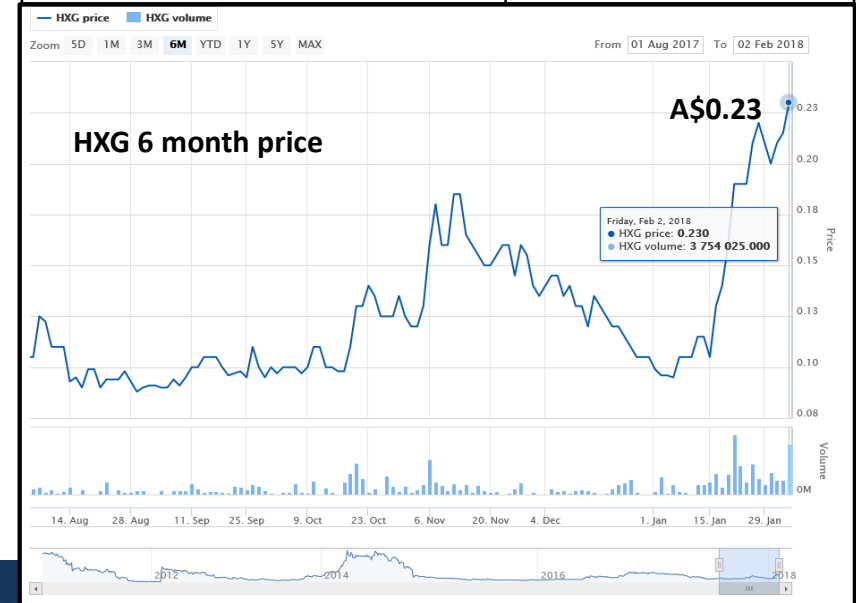 HXG price HXG volume
Zoom 5D 1M 3M 6M YTD 1Y 5Y MAX From 01 Aug 2017 To 02 Feb 2018
A$0.23
HXG 6 month price
0.23
0.20
0.18
0.15
0.13
0.10
0.08
Price
Friday, Feb 2, 2018
HXG price: 0.230
HXG volume: 3 754 025.000
Volume
0M
14. Aug 28. Aug 11. Sep 25. Sep 9. Oct 23. Oct 6. Nov 20. Nov 4. Dec 1. Jan 15. Jan 29. Jan
2012 2014 2016 2018